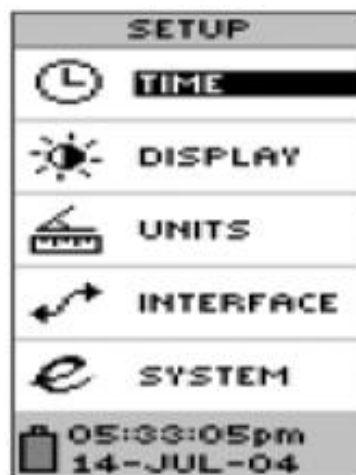 SETUP
TIME
DISPLAY
UNITS
INTERFACE
SYSTEM
05:33:05pm
14-JUL-04